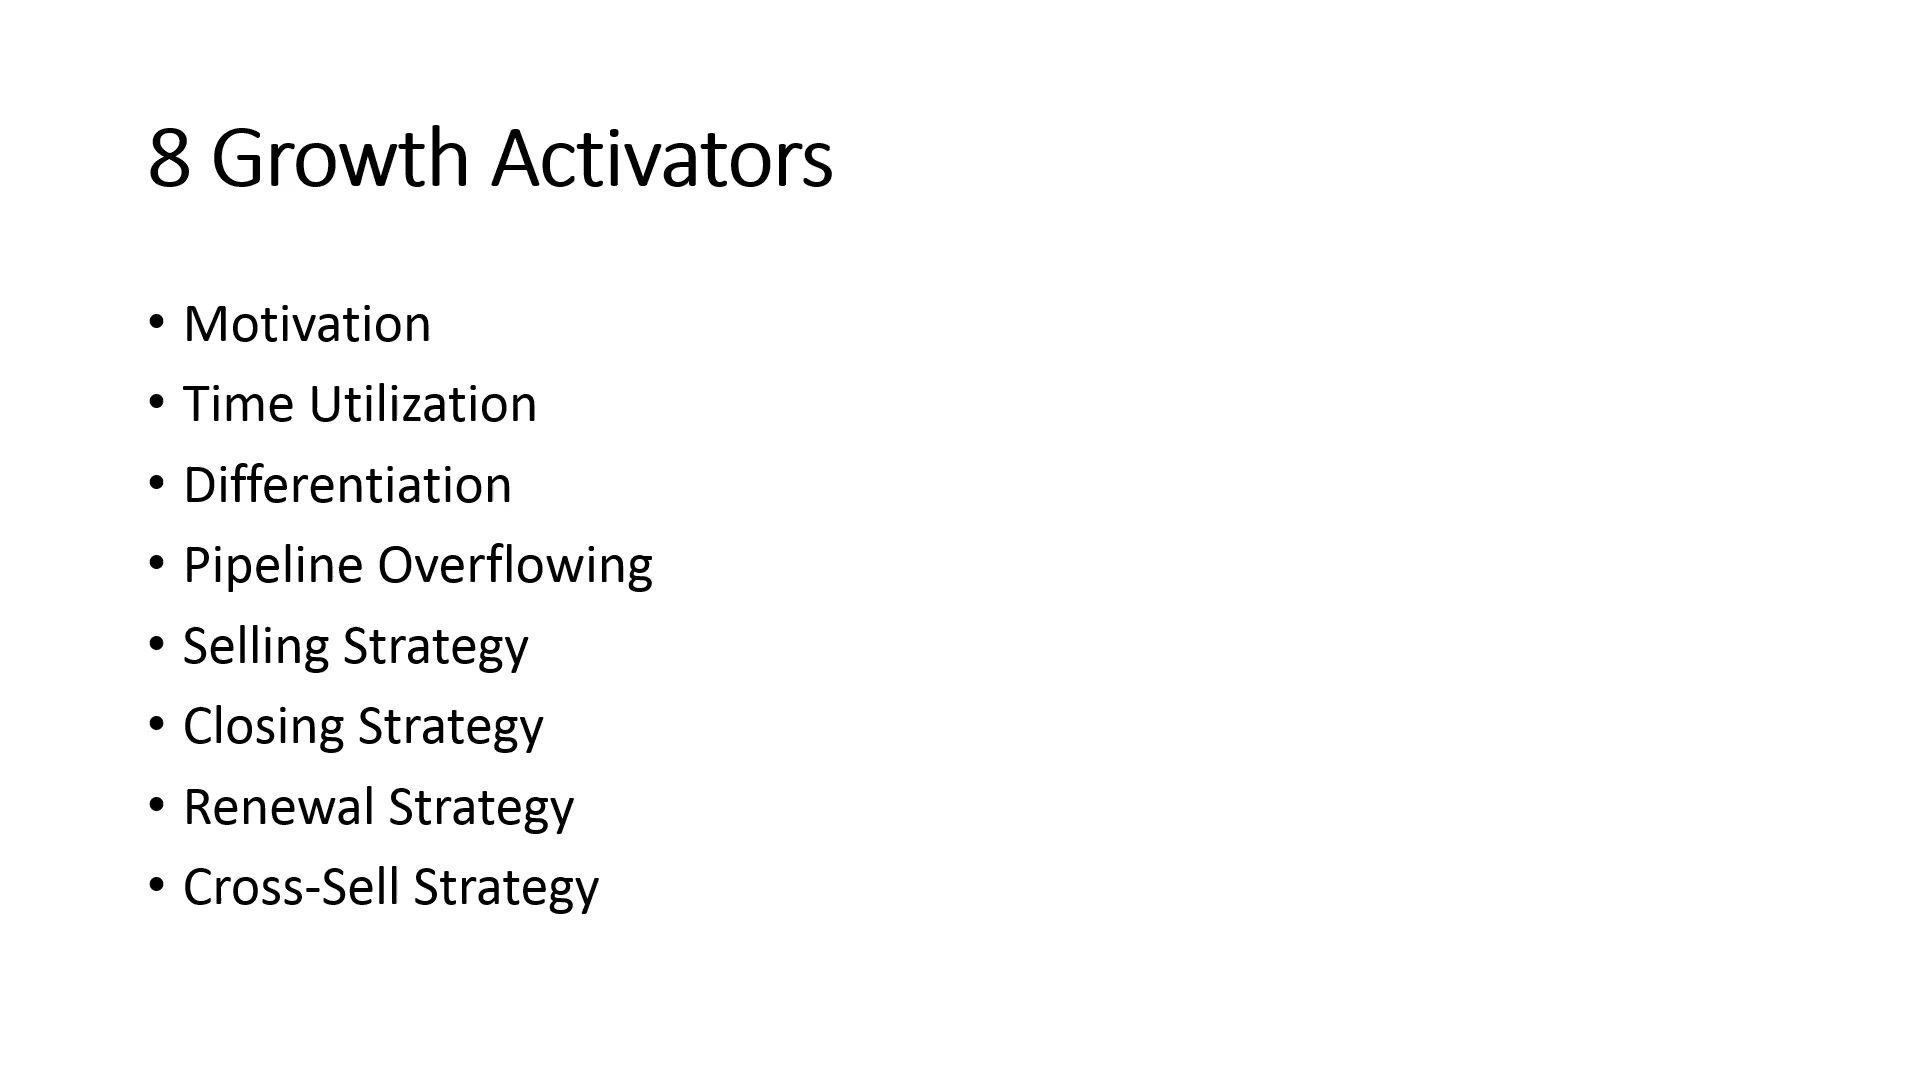 8 Growth Activators
• Motivation
• Time Utilization
• Differentiation
• Pipeline Overflowing
• Selling Strategy
• Closing Strategy
• Renewal Strategy
• Cross-Sell Strategy